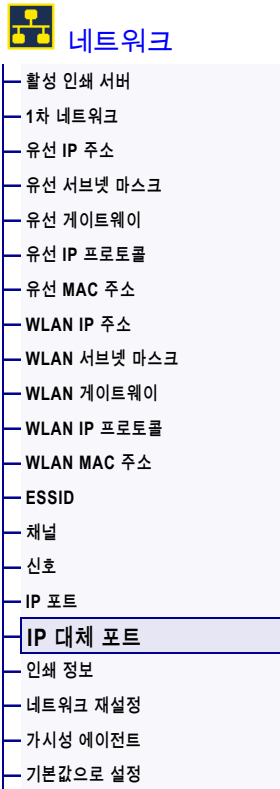 네트워크
활성 인쇄 서버
1차 네트워크
유선 IP 주소
유선 서브넷 마스크
유선 게이트웨이
유선 IP 프로토콜
유선 MAC 주소
WLAN IP 주소
WLAN 서브넷 마스크
WLAN 게이트웨이
WLAN IP 프로토콜
WLAN MAC 주소
ESSID
채널
신호
IP 포트
IP 대체 포트
인쇄 정보
네트워크 재설정
가시성 에이전트
기본값으로 설정